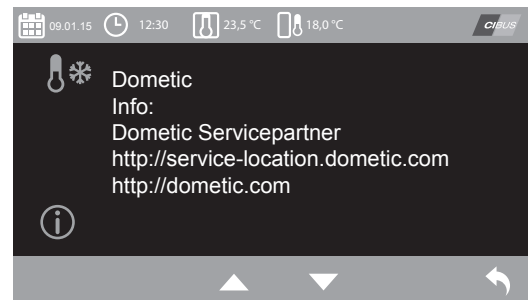 09.01.15 12:30 23,5 °C 18,0 °C CIBUS
Dometic
Info:
Dometic Servicepartner
http://service-location.dometic.com
http://dometic.com